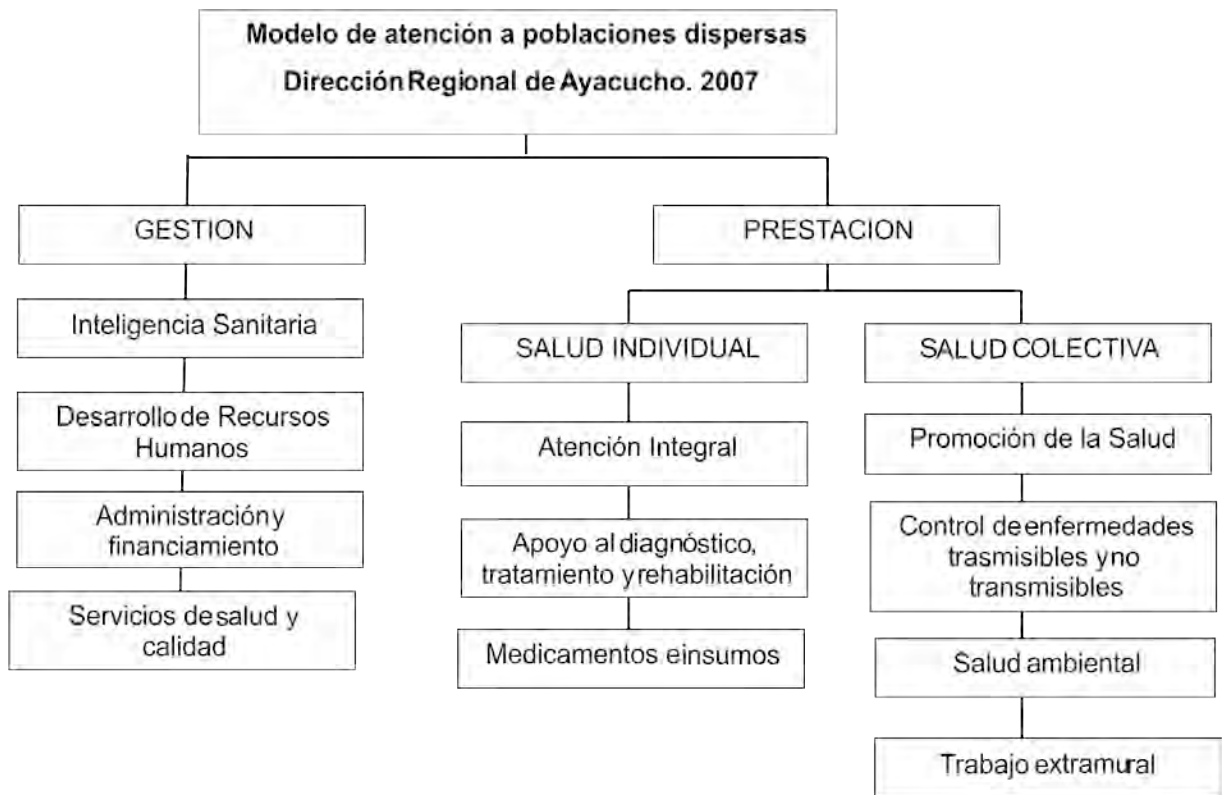 Modelo de atención a poblaciones dispersas
Dirección Regional de Ayacucho. 2007
GESTION
PRESTACION
Inteligencia Sanitaria
Desarrollo de Recursos
Humanos
Administración y
financiamiento
Servicios de salud y
calidad
SALUD INDIVIDUAL
Atención Integral
Apoyo al diagnóstico,
tratamiento y rehabilitación
Medicamentos e insumos
SALUD COLECTIVA
Promoción de la Salud
Control de enfermedades
trasmisibles y no
transmisibles
Salud ambiental
Trabajo extramural